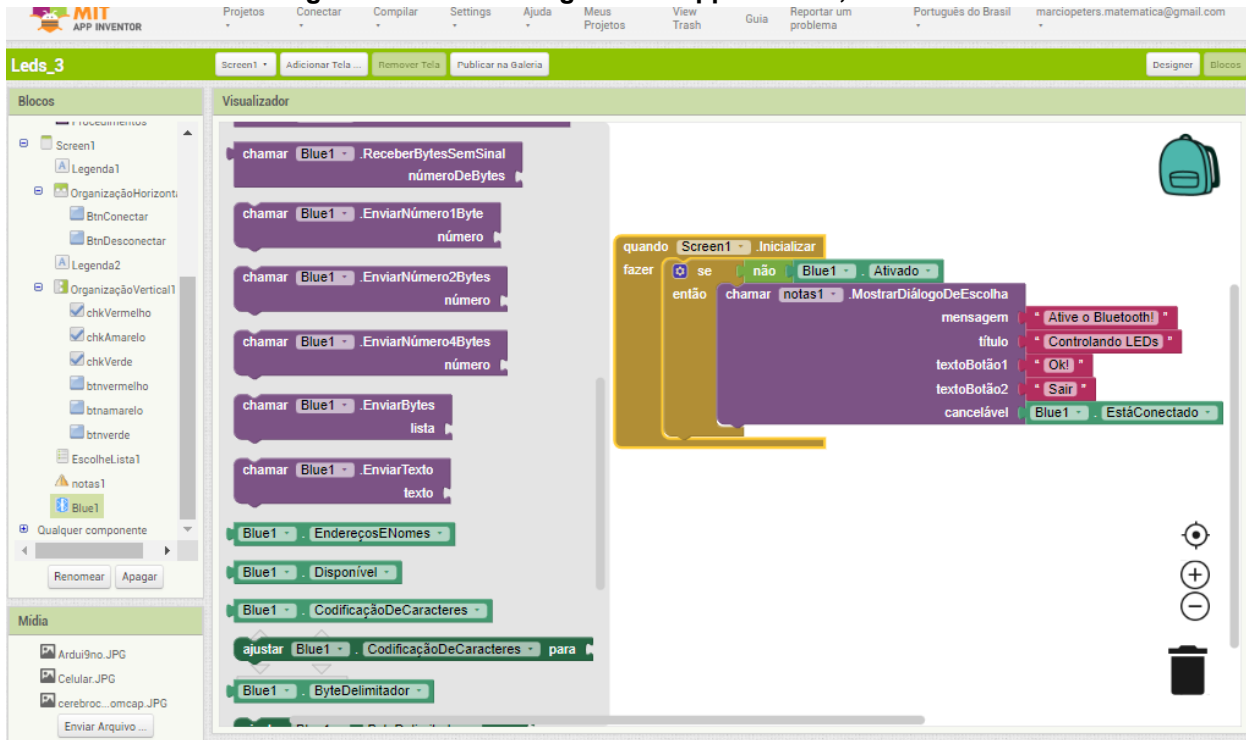 MIT
APP INVENTOR
Projetos
Conectar
Compilar
Settings
Ajuda
Meus Projetos
View Trash
Guia
Reportar um problema
Português do Brasil
marciopeters.matematica@gmail.com
Leds_3
Screen1
Adicionar Tela ...
Remover Tela
Publicar na Galeria
Designer
Blocos
Blocos
Procedimentos
Screen1
Legenda1
OrganizaçãoHorizont
BtnConectar
BtnDesconectar
Legenda2
OrganizaçãoVertical1
chkVermelho
chkAmarelo
chkVerde
btnvermelho
btnamarelo
btnverde
EscolheLista1
notas1
Blue1
Qualquer componente
Renomear
Apagar
Mídia
Ardui9no.JPG
Celular.JPG
cerebroc...omcap.JPG
Enviar Arquivo ...
Visualizador
chamar Blue1 .ReceberBytesSemSinal
númeroDeBytes
chamar Blue1 .EnviarNúmero1Byte
número
chamar Blue1 .EnviarNúmero2Bytes
número
chamar Blue1 .EnviarNúmero4Bytes
número
chamar Blue1 .EnviarBytes
lista
chamar Blue1 .EnviarTexto
texto
Blue1 . EndereçosENomes
Blue1 . Disponível
Blue1 . CodificaçãoDeCaracteres
ajustar Blue1 . CodificaçãoDeCaracteres para
Blue1 . ByteDelimitador
quando Screen1 .Inicializar
fazer se não Blue1 . Ativado
então chamar notas1 .MostrarDiálogoDeEscolha
mensagem " Ative o Bluetooth! "
título " Controlando LEDs "
textoBotão1 " Ok! "
textoBotão2 " Sair "
cancelável Blue1 . EstáConectado